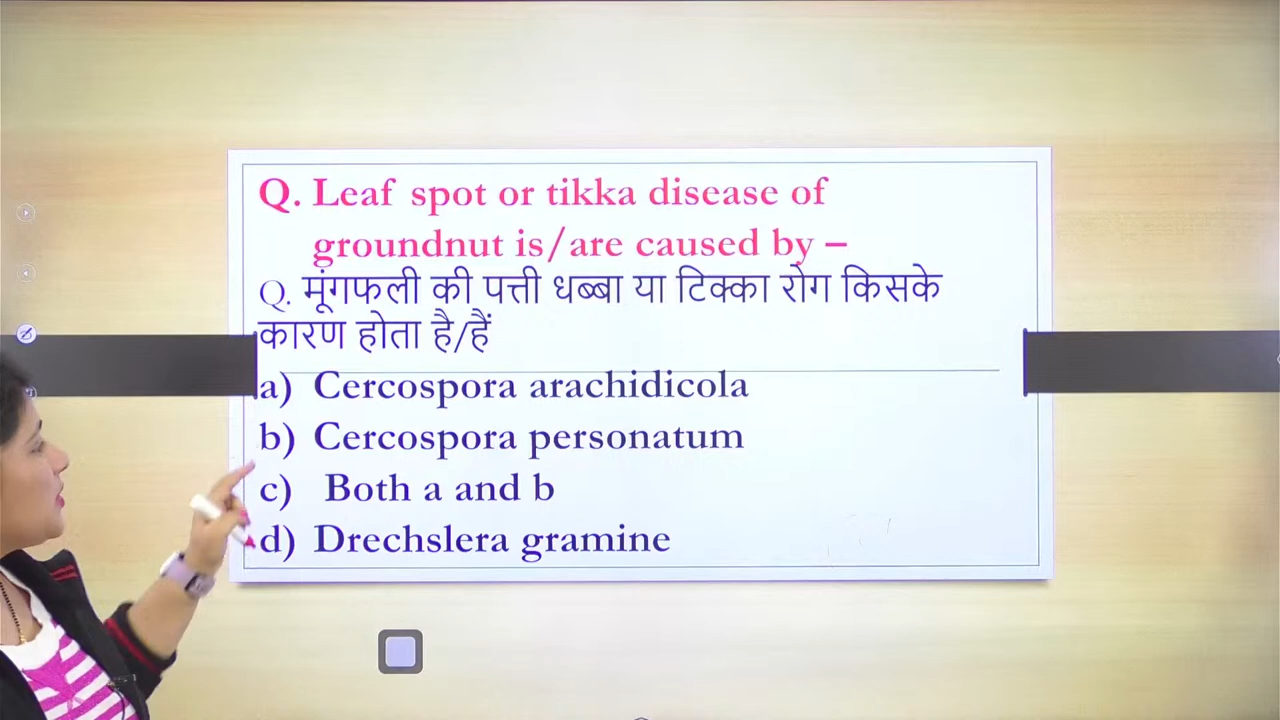 Q. Leaf spot or tikka disease of
groundnut is/are caused by –
Q. मूंगफली की पत्ती धब्बा या टिक्का रोग किसके
कारण होता है/हैं
a) Cercospora arachidicola
b) Cercospora personatum
c) Both a and b
d) Drechslera gramine